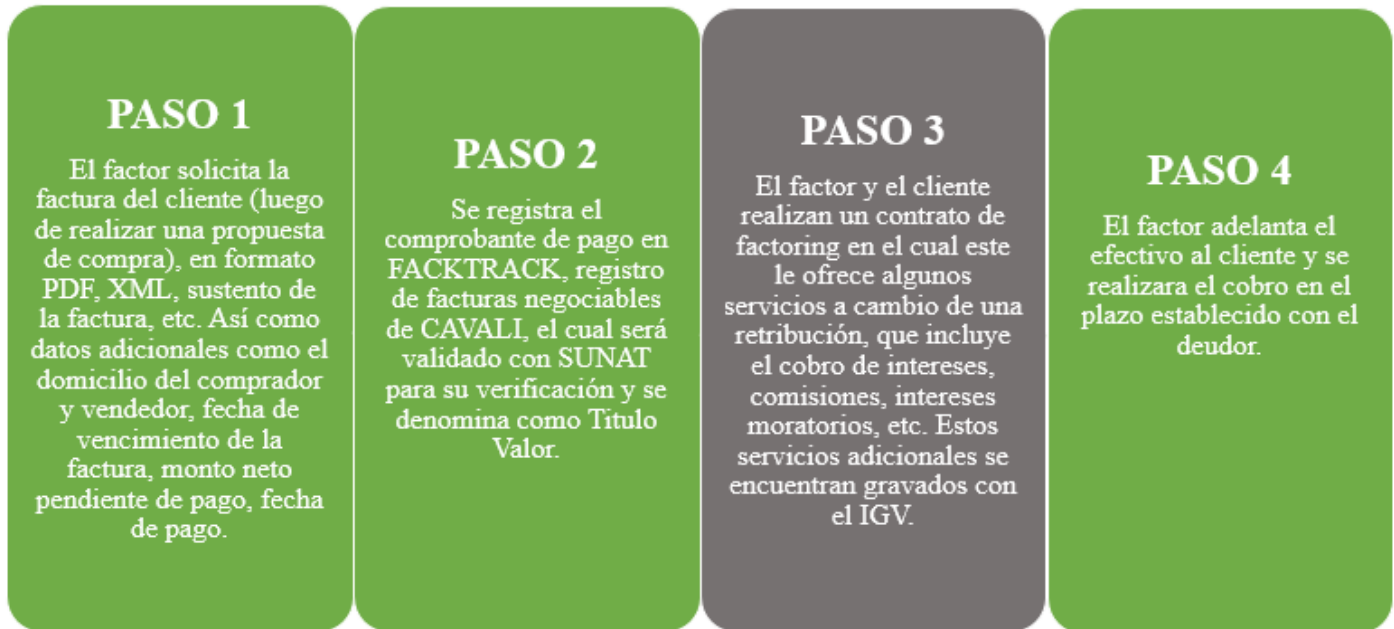 PASO 1
El factor solicita la
factura del cliente (luego
de realizar una propuesta
de compra), en formato
PDF, XML, sustento de
la factura, etc. Así como
datos adicionales como el
domicilio del comprador
y vendedor, fecha de
vencimiento de la
factura, monto neto
pendiente de pago, fecha
de pago.
PASO 2
Se registra el
comprobante de pago en
FACKTRACK, registro
de facturas negociables
de CAVALI, el cual será
validado con SUNAT
para su verificación y se
denomina como Titulo
Valor.
PASO 3
El factor y el cliente
realizan un contrato de
factoring en el cual este
le ofrece algunos
servicios a cambio de una
retribución, que incluye
el cobro de intereses,
comisiones, intereses
moratorios, etc. Estos
servicios adicionales se
encuentran gravados con
el IGV.
PASO 4
El factor adelanta el
efectivo al cliente y se
realizara el cobro en el
plazo establecido con el
deudor.